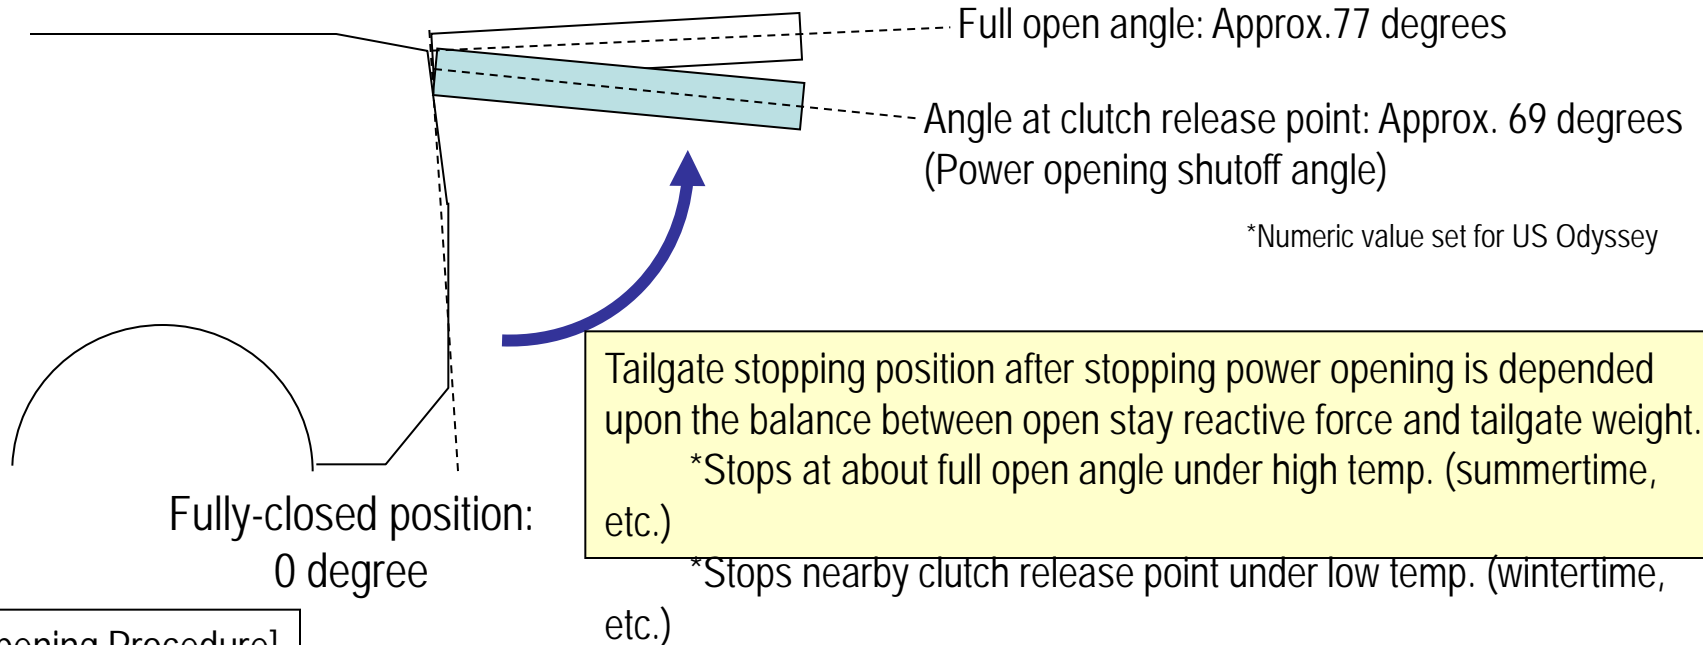 Full open angle: Approx.77 degrees
Angle at clutch release point: Approx. 69 degrees
(Power opening shutoff angle)
*Numeric value set for US Odyssey
Tailgate stopping position after stopping power opening is depended
upon the balance between open stay reactive force and tailgate weight.
*Stops at about full open angle under high temp. (summertime,
etc.)
*Stops nearby clutch release point under low temp. (wintertime,
etc.)
Fully-closed position:
0 degree
pening Procedure]